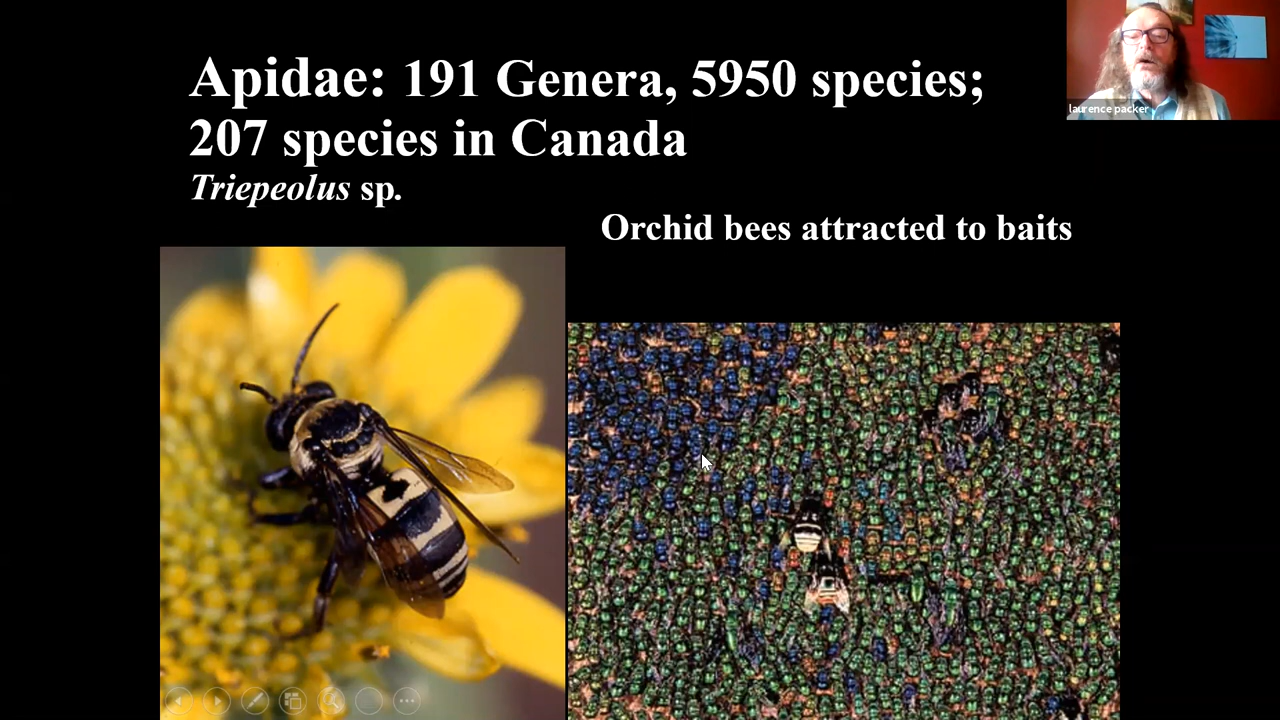 Apidae: 191 Genera, 5950 species;
207 species in Canada
Triepeolus sp.
Orchid bees attracted to baits
laurence packer